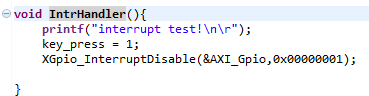 void IntrHandler(){
printf("interrupt test!\n\r");
key_press = 1;
XGpio_InterruptDisable(&AXI_Gpio,0x00000001);
}